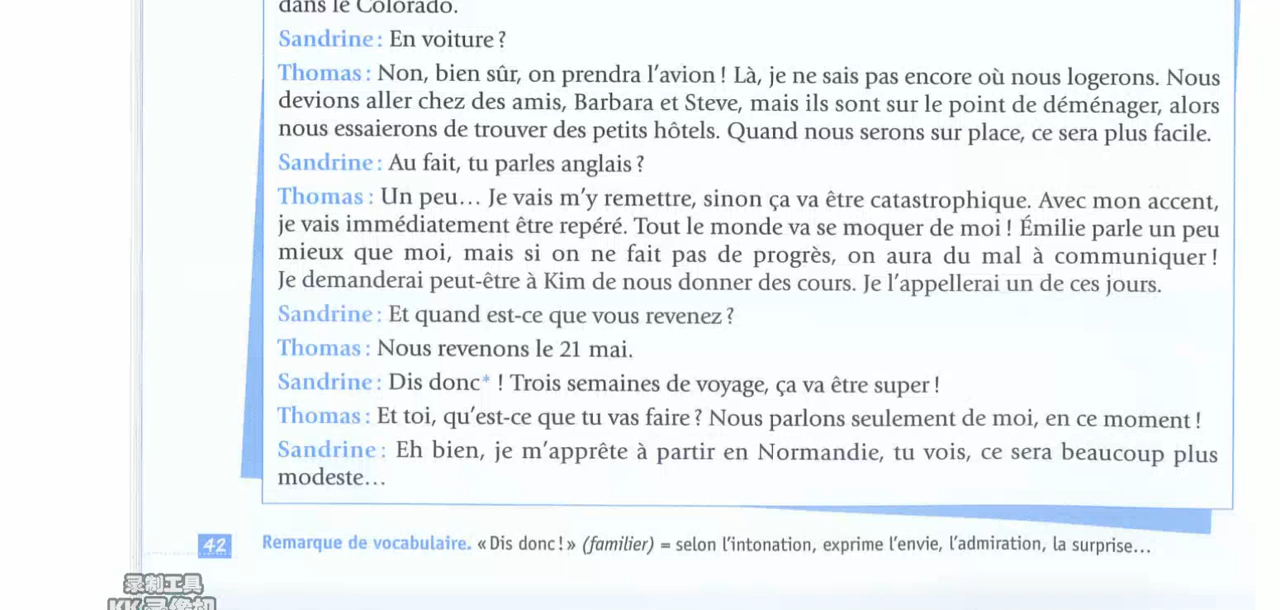 dans le Colorado.
Sandrine : En voiture ?
Thomas : Non, bien sûr, on prendra l'avion ! Là, je ne sais pas encore où nous logerons. Nous
devions aller chez des amis, Barbara et Steve, mais ils sont sur le point de déménager, alors
nous essaierons de trouver des petits hôtels. Quand nous serons sur place, ce sera plus facile.
Sandrine : Au fait, tu parles anglais ?
Thomas : Un peu… Je vais m'y remettre, sinon ça va être catastrophique. Avec mon accent,
je vais immédiatement être repéré. Tout le monde va se moquer de moi ! Émilie parle un peu
mieux que moi, mais si on ne fait pas de progrès, on aura du mal à communiquer !
Je demanderai peut-être à Kim de nous donner des cours. Je l'appellerai un de ces jours.
Sandrine : Et quand est-ce que vous revenez ?
Thomas : Nous revenons le 21 mai.
Sandrine : Dis donc* ! Trois semaines de voyage, ça va être super !
Thomas : Et toi, qu'est-ce que tu vas faire ? Nous parlons seulement de moi, en ce moment !
Sandrine : Eh bien, je m'apprête à partir en Normandie, tu vois, ce sera beaucoup plus
modeste…
42 Remarque de vocabulaire. « Dis donc ! » (familier) = selon l'intonation, exprime l'envie, l'admiration, la surprise…
录制工具
KK录像机